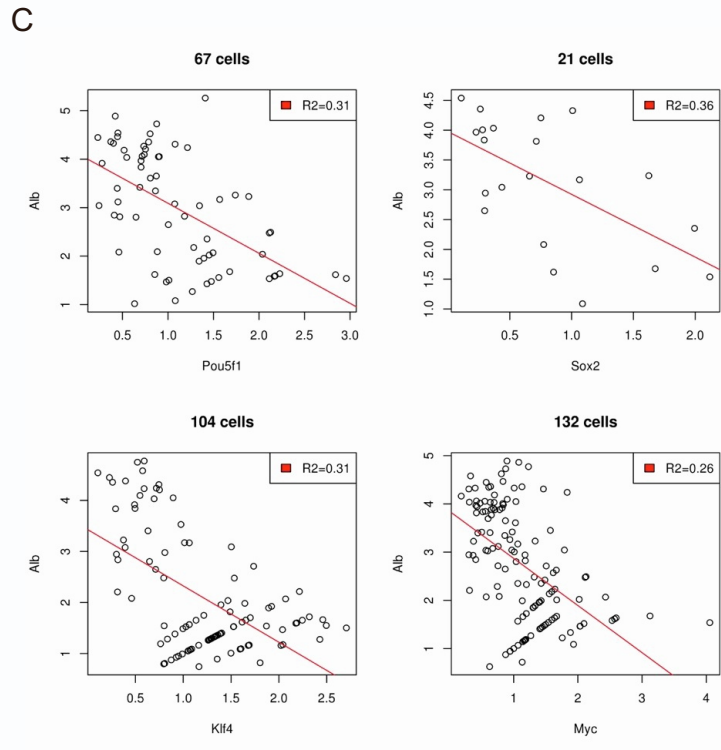 C
67 cells
21 cells
R2=0.31
R2=0.36
Alb
1 2 3 4 5
0.5 1.0 1.5 2.0 2.5 3.0
Pou5f1
Alb
1.0 1.5 2.0 2.5 3.0 3.5 4.0 4.5
0.5 1.0 1.5 2.0
Sox2
104 cells
132 cells
R2=0.31
R2=0.26
Alb
1 2 3 4
0.5 1.0 1.5 2.0 2.5
Klf4
Alb
1 2 3 4 5
1 2 3 4
Myc